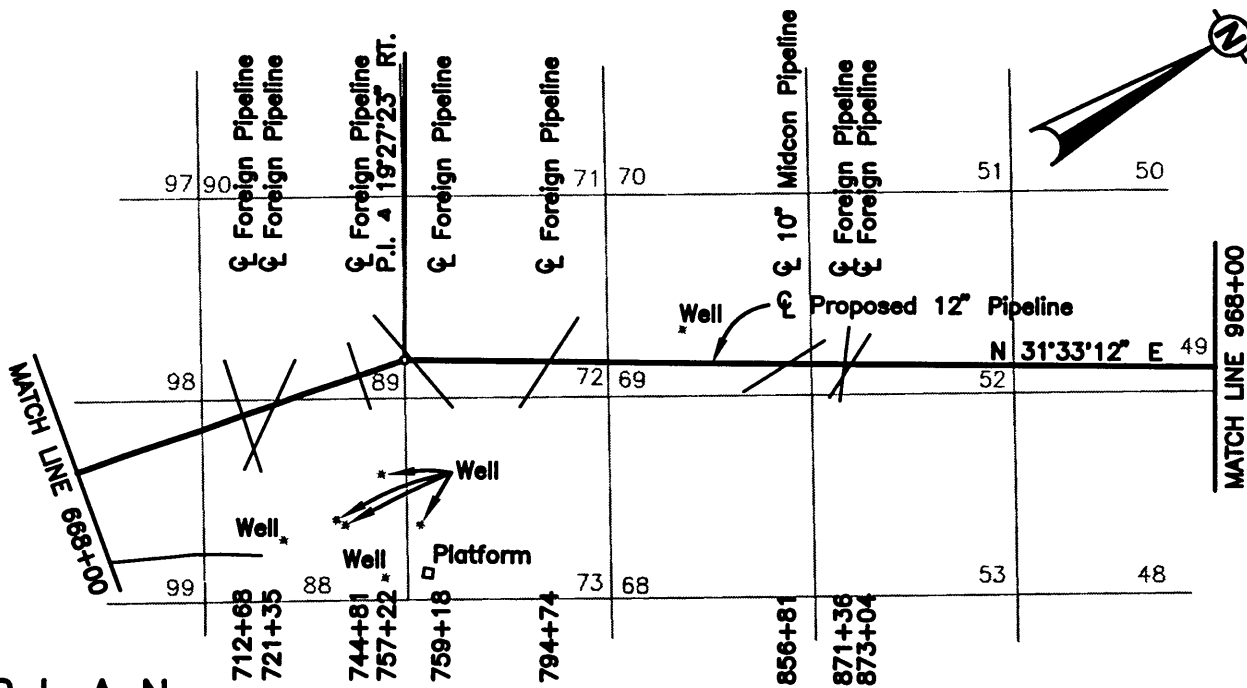 ℄ Foreign Pipeline
℄ Foreign Pipeline
℄ Foreign Pipeline
P.I. ⊿ 19°27'23" RT.
℄ Foreign Pipeline
℄ Foreign Pipeline
℄ 10" Midcon Pipeline
℄ Foreign Pipeline
℄ Foreign Pipeline
N
97 90
71 70
51
50
℄ Proposed 12" Pipeline
Well
N 31°33'12" E
49
98
89
72 69
52
MATCH LINE 668+00
MATCH LINE 968+00
Well
Well
Well
Platform
99
88
73 68
53
48
712+68
721+35
744+81
757+22
759+18
794+74
856+81
871+36
873+04
PLAN